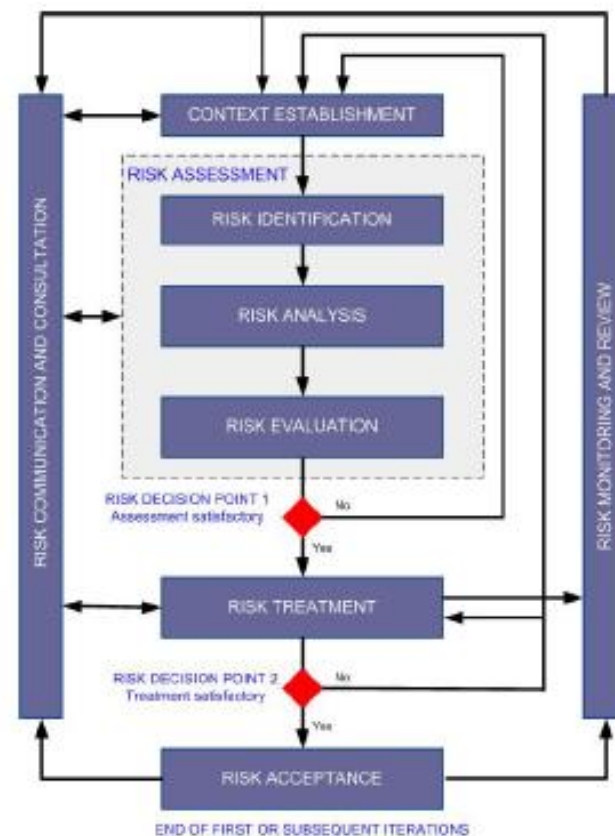 CONTEXT ESTABLISHMENT
RISK ASSESSMENT
RISK IDENTIFICATION
RISK ANALYSIS
RISK EVALUATION
RISK DECISION POINT 1
Assessment satisfactory
No
Yes
RISK TREATMENT
RISK DECISION POINT 2
Treatment satisfactory
No
Yes
RISK ACCEPTANCE
END OF FIRST OR SUBSEQUENT ITERATIONS
RISK COMMUNICATION AND CONSULTATION
RISK MONITORING AND REVIEW